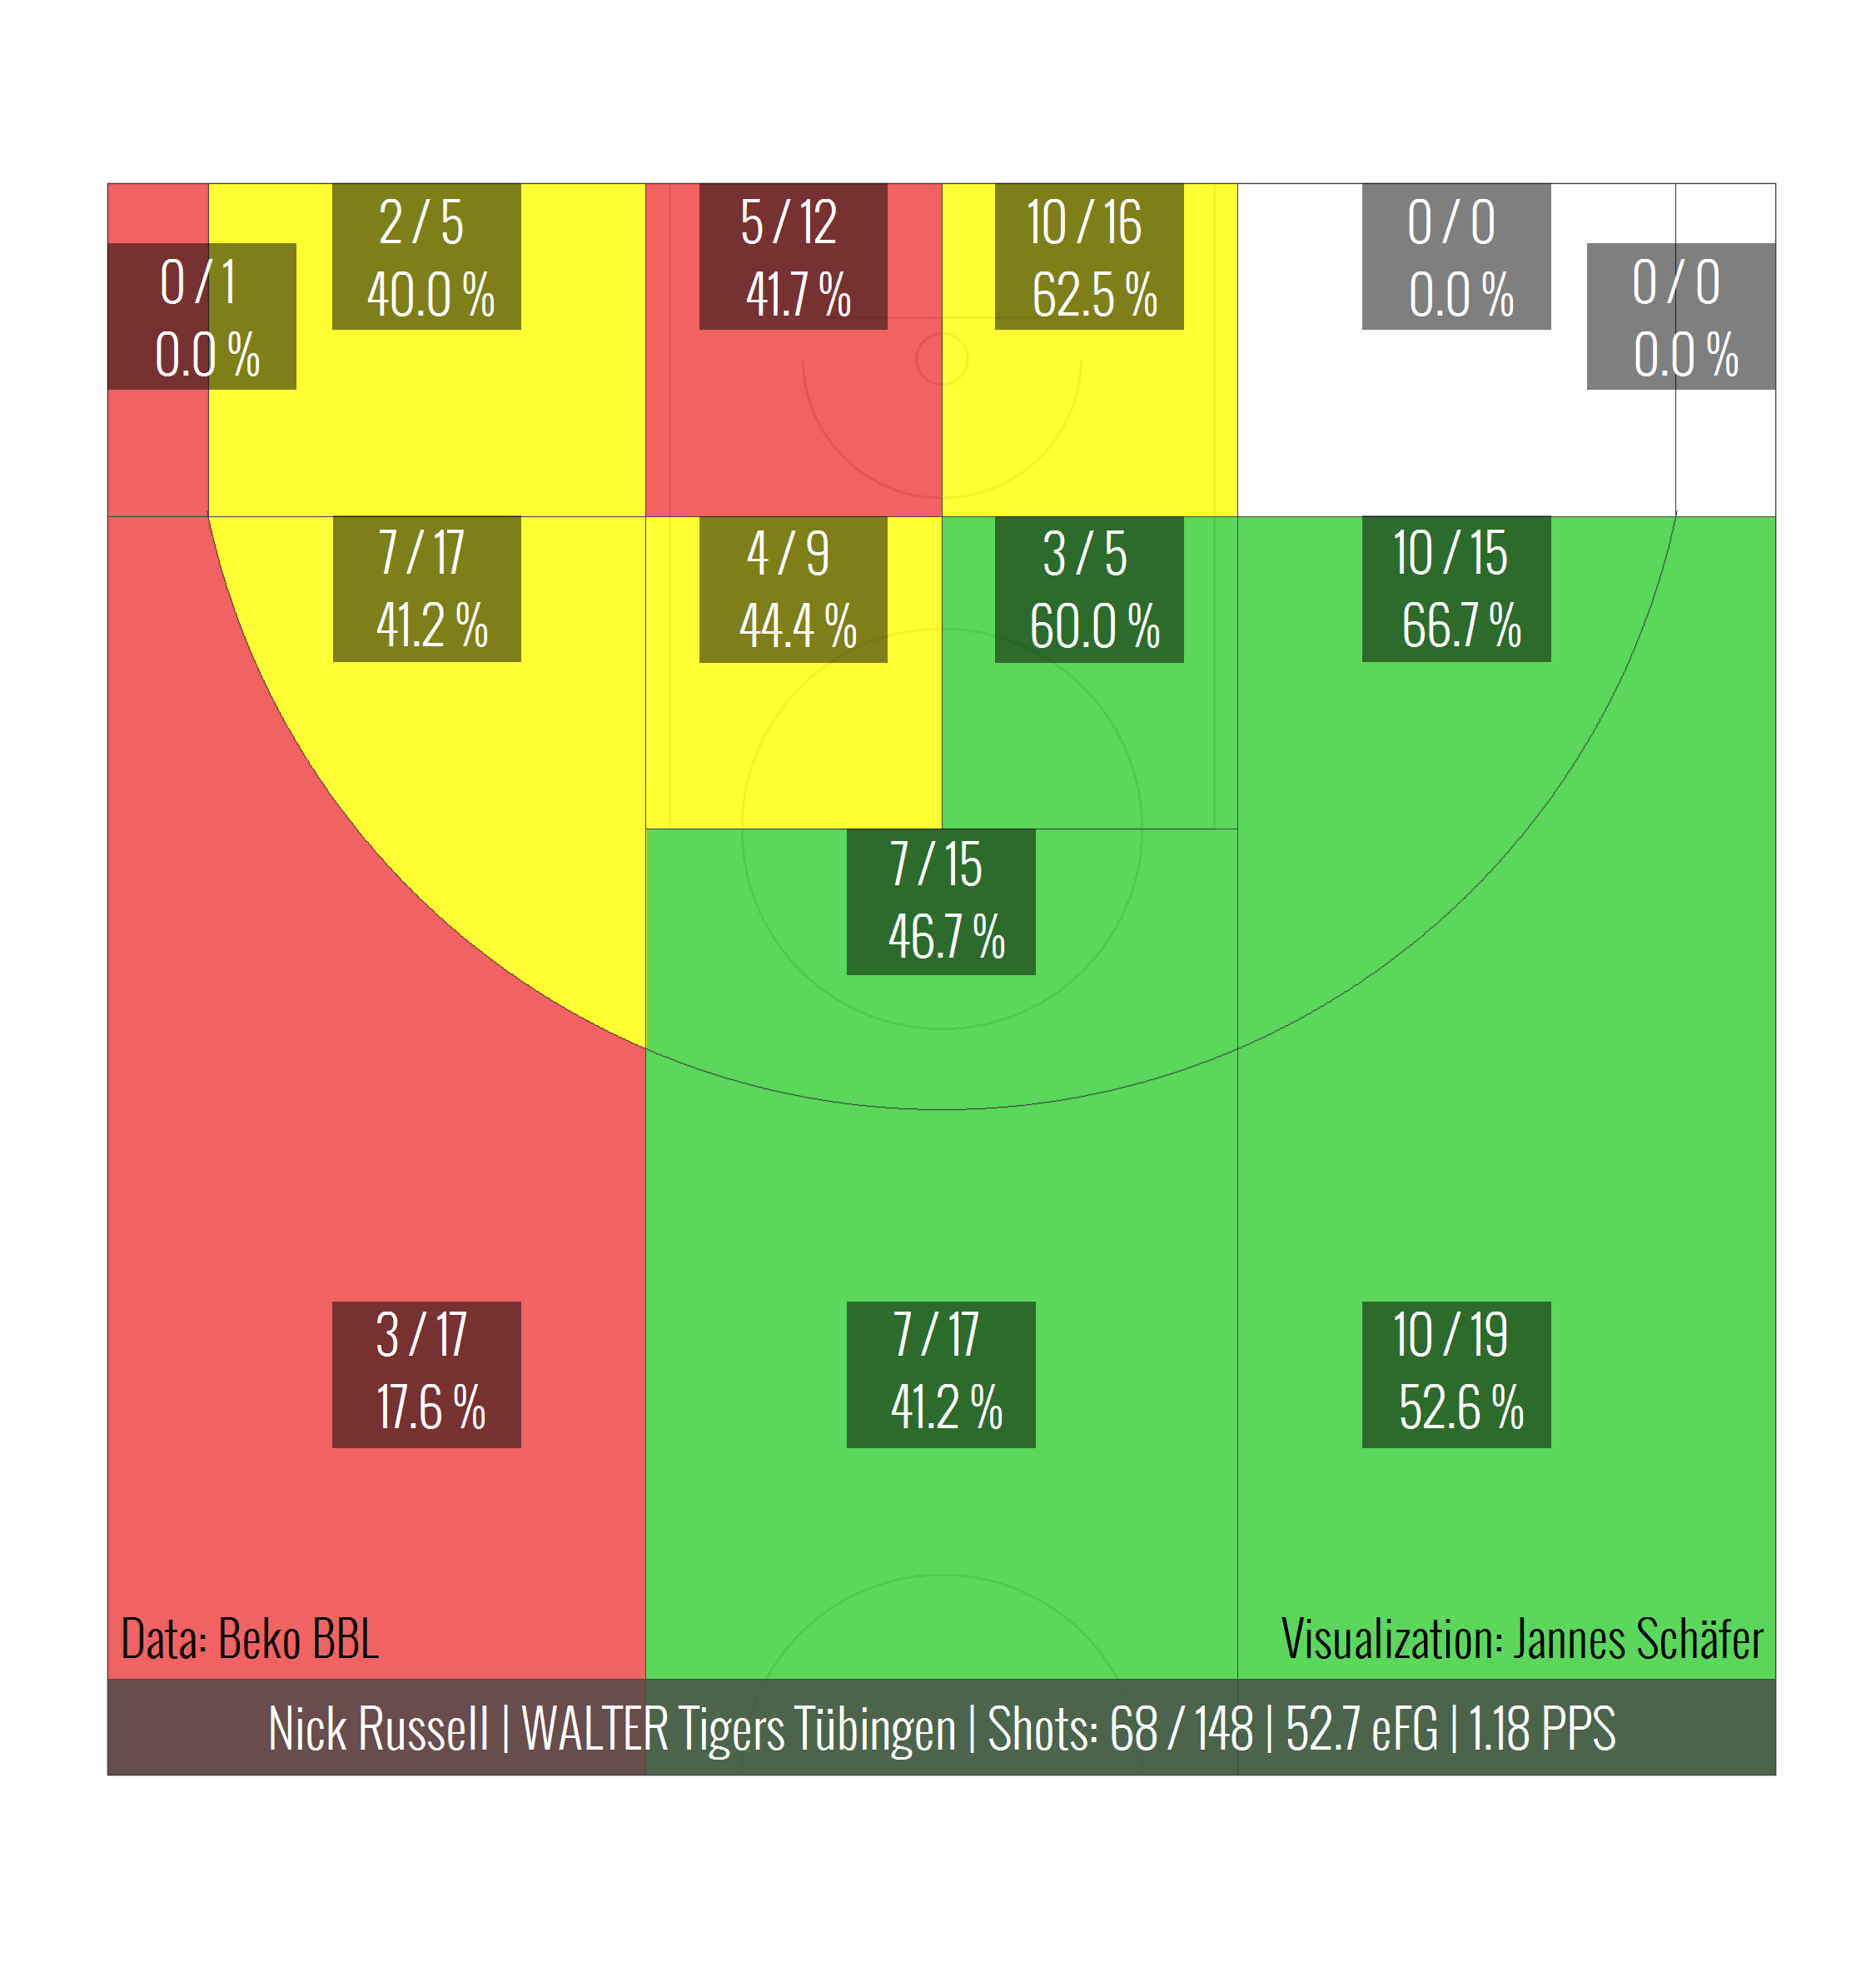 2 / 5
40.0 %
5 / 12
41.7 %
10 / 16
62.5 %
0 / 0
0.0 %
0 / 1
0.0 %
0 / 0
0.0 %
7 / 17
41.2 %
4 / 9
44.4 %
3 / 5
60.0 %
10 / 15
66.7 %
7 / 15
46.7 %
3 / 17
17.6 %
7 / 17
41.2 %
10 / 19
52.6 %
Data: Beko BBL
Visualization: Jannes Schäfer
Nick Russell | WALTER Tigers Tübingen | Shots: 68 / 148 | 52.7 eFG | 1.18 PPS